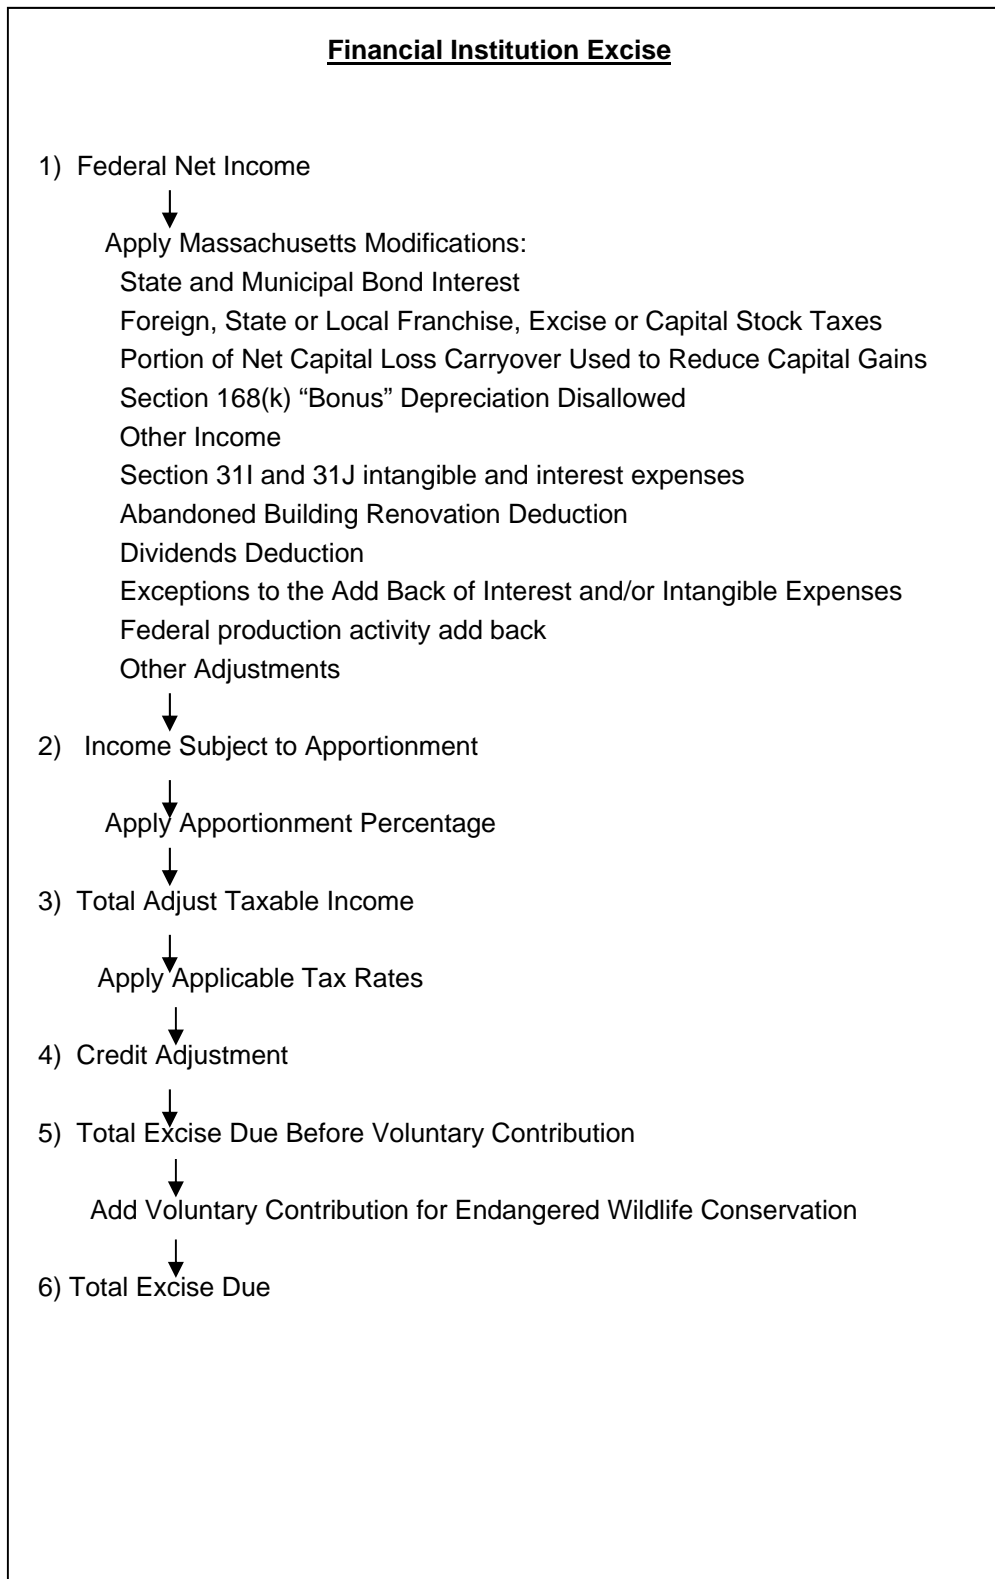 Financial Institution Excise
1) Federal Net Income
Apply Massachusetts Modifications:
State and Municipal Bond Interest
Foreign, State or Local Franchise, Excise or Capital Stock Taxes
Portion of Net Capital Loss Carryover Used to Reduce Capital Gains
Section 168(k) “Bonus” Depreciation Disallowed
Other Income
Section 31I and 31J intangible and interest expenses
Abandoned Building Renovation Deduction
Dividends Deduction
Exceptions to the Add Back of Interest and/or Intangible Expenses
Federal production activity add back
Other Adjustments
2) Income Subject to Apportionment
Apply Apportionment Percentage
3) Total Adjust Taxable Income
Apply Applicable Tax Rates
4) Credit Adjustment
5) Total Excise Due Before Voluntary Contribution
Add Voluntary Contribution for Endangered Wildlife Conservation
6) Total Excise Due